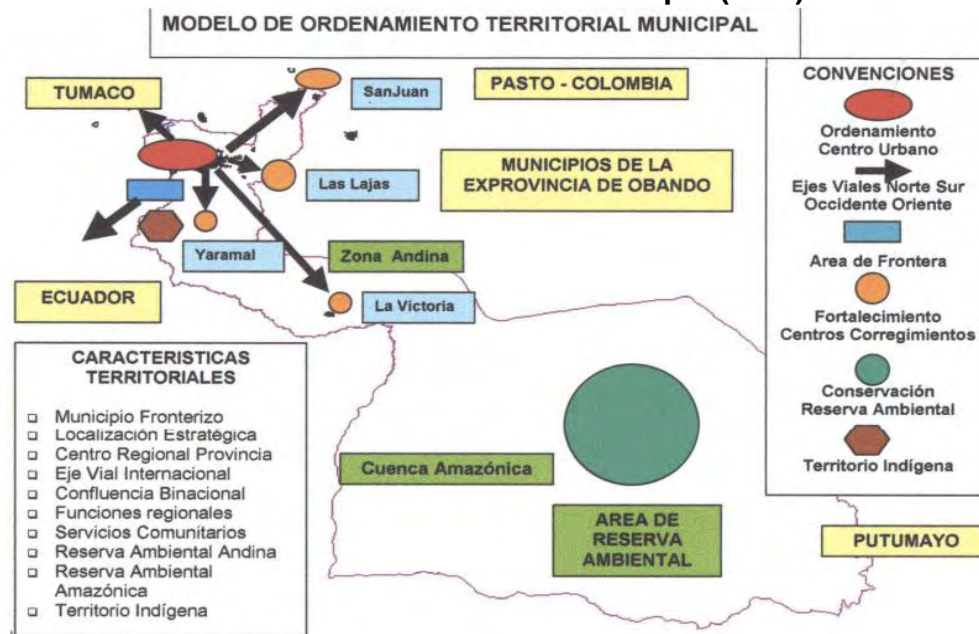 MODELO DE ORDENAMIENTO TERRITORIAL MUNICIPAL
TUMACO
SanJuan
PASTO - COLOMBIA
Las Lajas
MUNICIPIOS DE LA
EXPROVINCIA DE OBANDO
Yaramal
Zona Andina
ECUADOR
La Victoria
CARACTERISTICAS
TERRITORIALES
Municipio Fronterizo
Localización Estratégica
Centro Regional Provincia
Eje Vial Internacional
Confluencia Binacional
Funciones regionales
Servicios Comunitarios
Reserva Ambiental Andina
Reserva Ambiental
Amazónica
Territorio Indígena
Cuenca Amazónica
AREA DE
RESERVA
AMBIENTAL
PUTUMAYO
CONVENCIONES
Ordenamiento
Centro Urbano
Ejes Viales Norte Sur
Occidente Oriente
Area de Frontera
Fortalecimiento
Centros Corregimientos
Conservación
Reserva Ambiental
Territorio Indígena